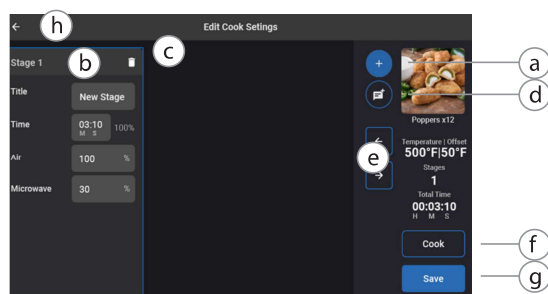 h
Edit Cook Setings
Stage 1
b
c
Title
New Stage
Time
03:10
M S
100%
Air
100 %
Microwave
30 %
+
a
d
Poppers x12
e
Temperature | Offset
500°F|50°F
Stages
1
Total Time
00:03:10
H M S
Cook
f
Save
g